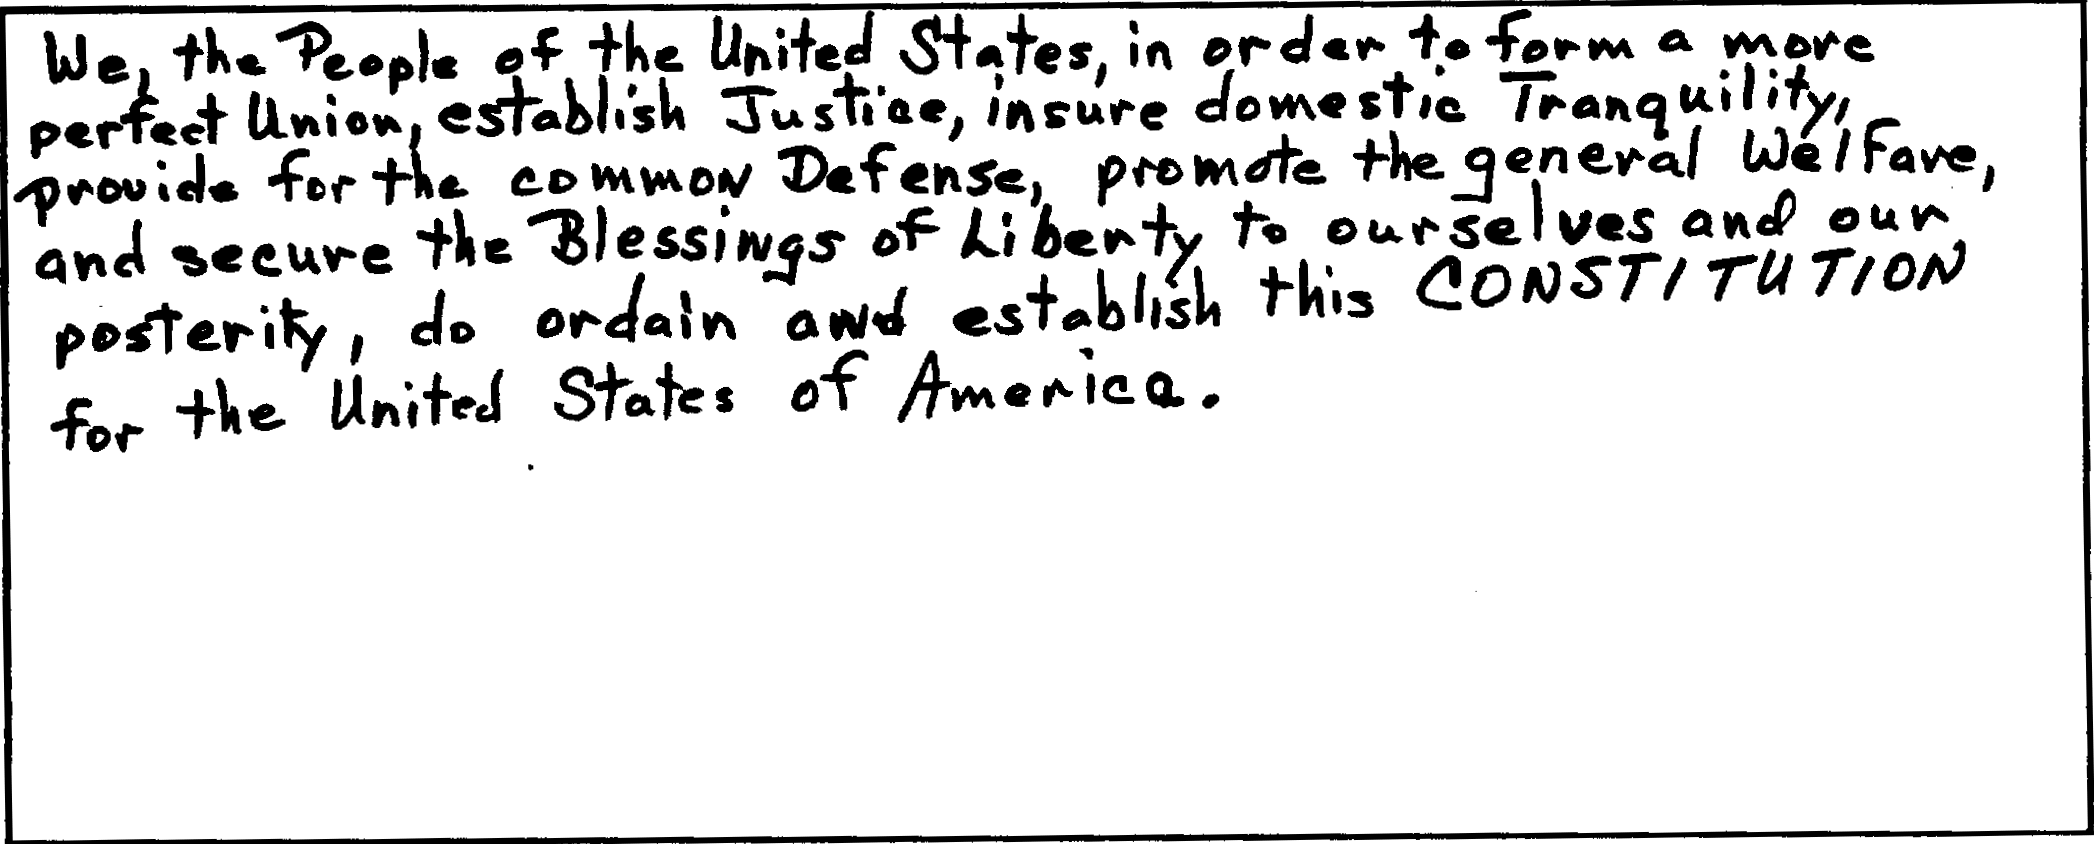 We, the People of the United States, in order to form a more
perfect Union, establish Justice, insure domestic Tranquility,
provide for the common Defense, promote the general Welfare,
and secure the Blessings of Liberty to ourselves and our
posterity, do ordain and establish this CONSTITUTION
for the United States of America.